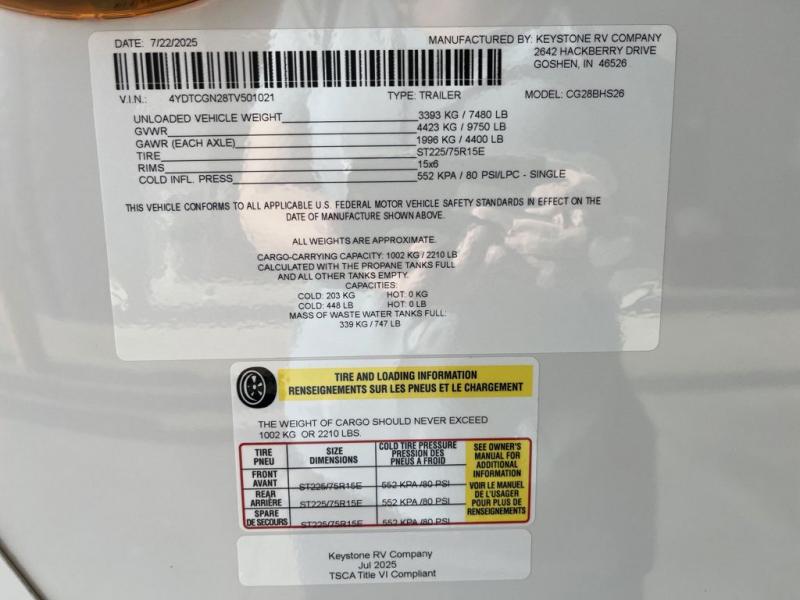 DATE: 7/22/2025
MANUFACTURED BY: KEYSTONE RV COMPANY
2642 HACKBERRY DRIVE
GOSHEN, IN 46526
V.I.N.: 4YDTCGN28TV501021 TYPE: TRAILER MODEL: CG28BHS26
UNLOADED VEHICLE WEIGHT 3393 KG / 7480 LB
GVWR 4423 KG / 9750 LB
GAWR (EACH AXLE) 1996 KG / 4400 LB
TIRE ST225/75R15E
RIMS 15x6
COLD INFL. PRESS 552 KPA / 80 PSI/LPC - SINGLE
THIS VEHICLE CONFORMS TO ALL APPLICABLE U.S. FEDERAL MOTOR VEHICLE SAFETY STANDARDS IN EFFECT ON THE
DATE OF MANUFACTURE SHOWN ABOVE.
ALL WEIGHTS ARE APPROXIMATE.
CARGO-CARRYING CAPACITY: 1002 KG / 2210 LB
CALCULATED WITH THE PROPANE TANKS FULL
AND ALL OTHER TANKS EMPTY.
CAPACITIES:
COLD: 203 KG HOT: 0 KG
COLD: 448 LB HOT: 0 LB
MASS OF WASTE WATER TANKS FULL:
339 KG / 747 LB
TIRE AND LOADING INFORMATION
RENSEIGNEMENTS SUR LES PNEUS ET LE CHARGEMENT
THE WEIGHT OF CARGO SHOULD NEVER EXCEED
1002 KG OR 2210 LBS.
TIRE
PNEU
SIZE
DIMENSIONS
COLD TIRE PRESSURE
PRESSION DES
PNEUS A FROID
FRONT
AVANT
ST225/75R15E
552 KPA /80 PSI
REAR
ARRIÈRE
ST225/75R15E
552 KPA /80 PSI
SPARE
DE SECOURS
ST225/75R15E
552 KPA /80 PSI
SEE OWNER'S
MANUAL FOR
ADDITIONAL
INFORMATION
VOIR LE MANUEL
DE L'USAGER
POUR PLUS DE
RENSEIGNEMENTS
Keystone RV Company
Jul 2025
TSCA Title VI Compliant